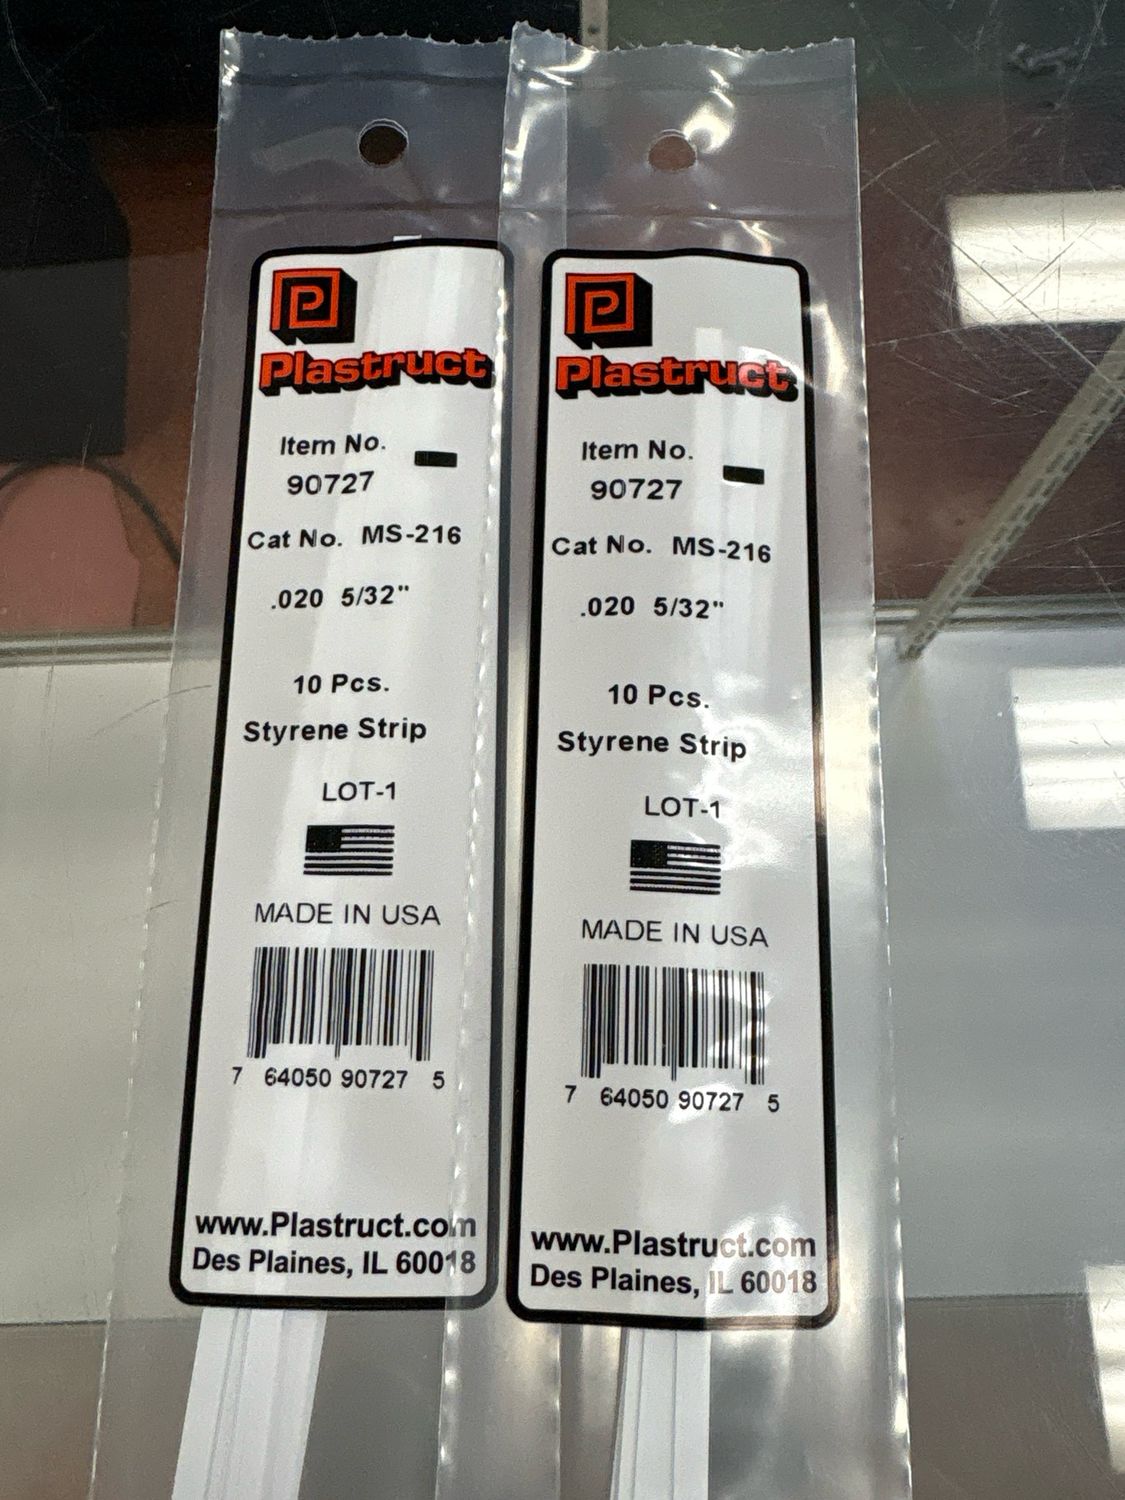 P
Plastruct
Item No.
90727
Cat No. MS-216
.020 5/32"
10 Pcs.
Styrene Strip
LOT-1
MADE IN USA
7 64050 90727 5
www.Plastruct.com
Des Plaines, IL 60018
P
Plastruct
Item No.
90727
Cat No. MS-216
.020 5/32"
10 Pcs.
Styrene Strip
LOT-1
MADE IN USA
7 64050 90727 5
www.Plastruct.com
Des Plaines, IL 60018